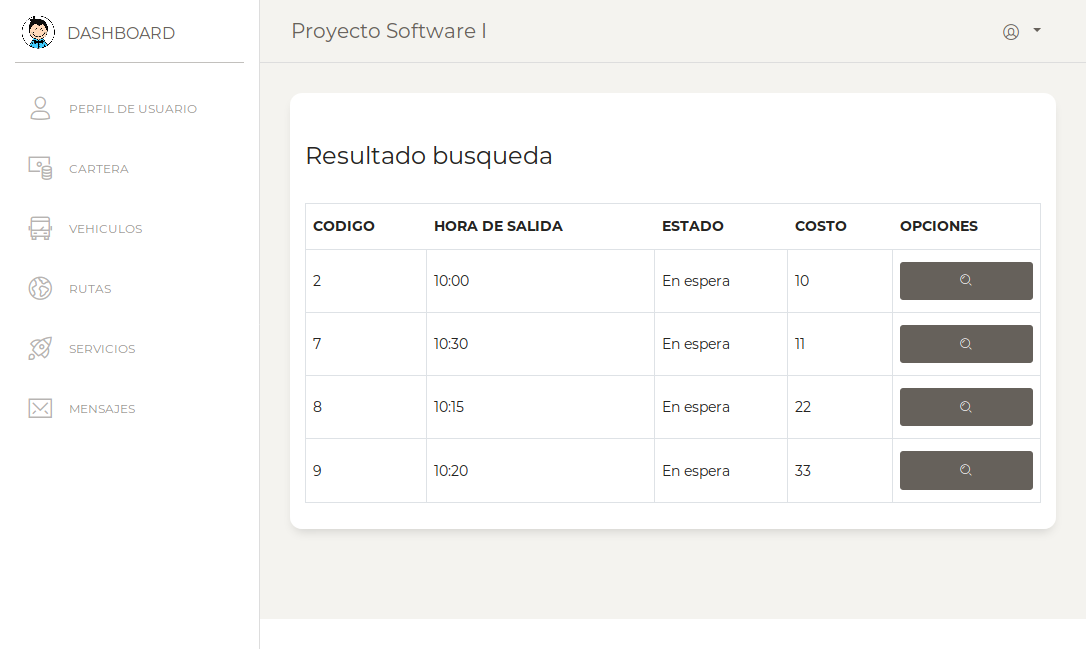 DASHBOARD
Proyecto Software I
PERFIL DE USUARIO
CARTERA
VEHICULOS
RUTAS
SERVICIOS
MENSAJES
Resultado busqueda
CODIGO HORA DE SALIDA ESTADO COSTO OPCIONES
2 10:00 En espera 10
7 10:30 En espera 11
8 10:15 En espera 22
9 10:20 En espera 33